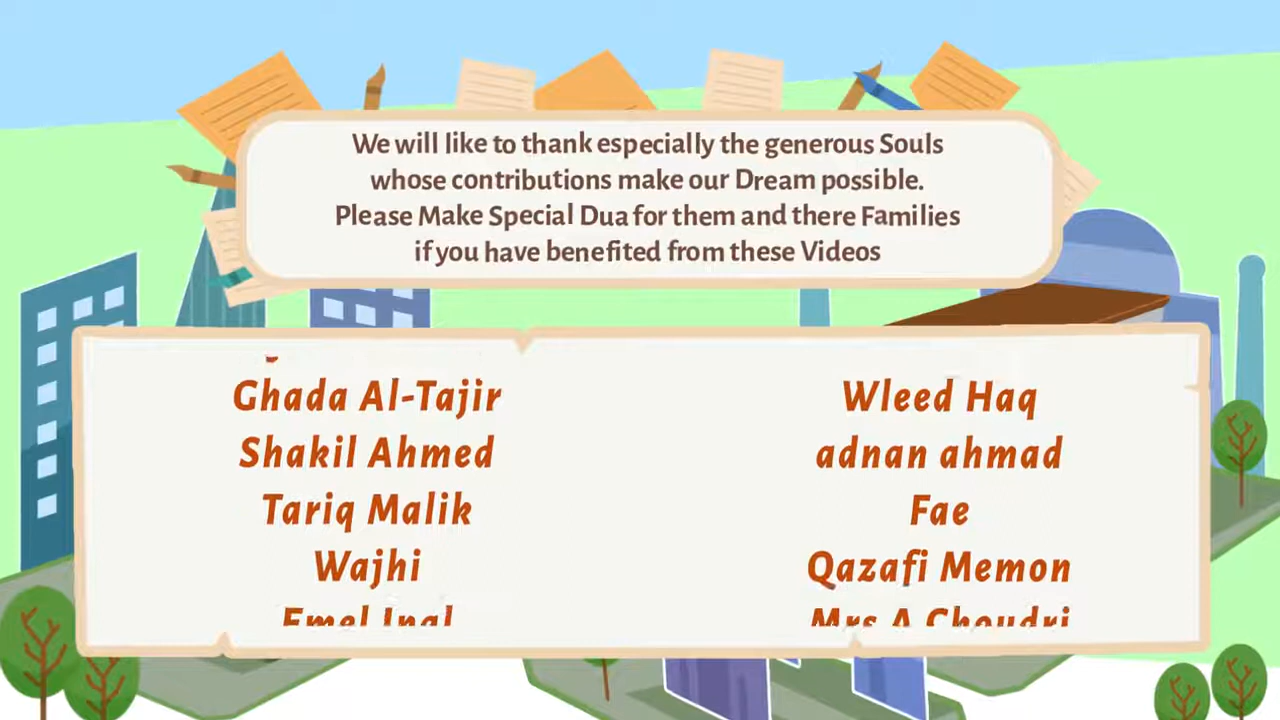 We will like to thank especially the generous Souls
whose contributions make our Dream possible.
Please Make Special Dua for them and there Families
if you have benefited from these Videos
Ghada Al-Tajir
Wleed Haq
Shakil Ahmed
adnan ahmad
Tariq Malik
Fae
Wajhi
Qazafi Memon
Mrs A Choudri